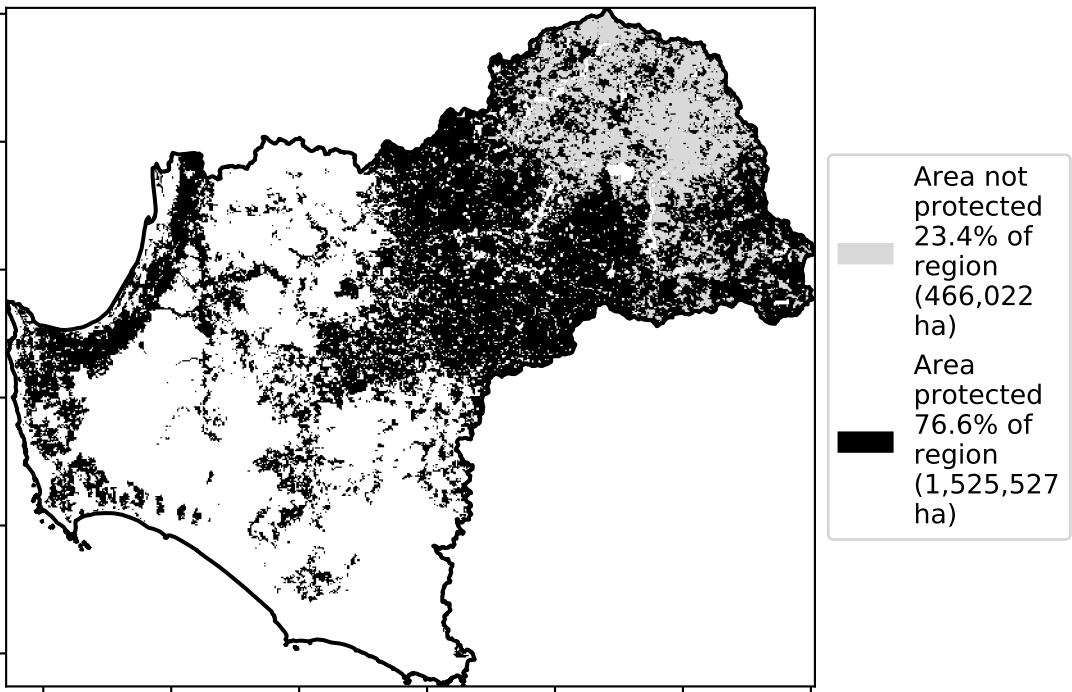 Area not
protected
23.4% of
region
(466,022
ha)
Area
protected
76.6% of
region
(1,525,527
ha)